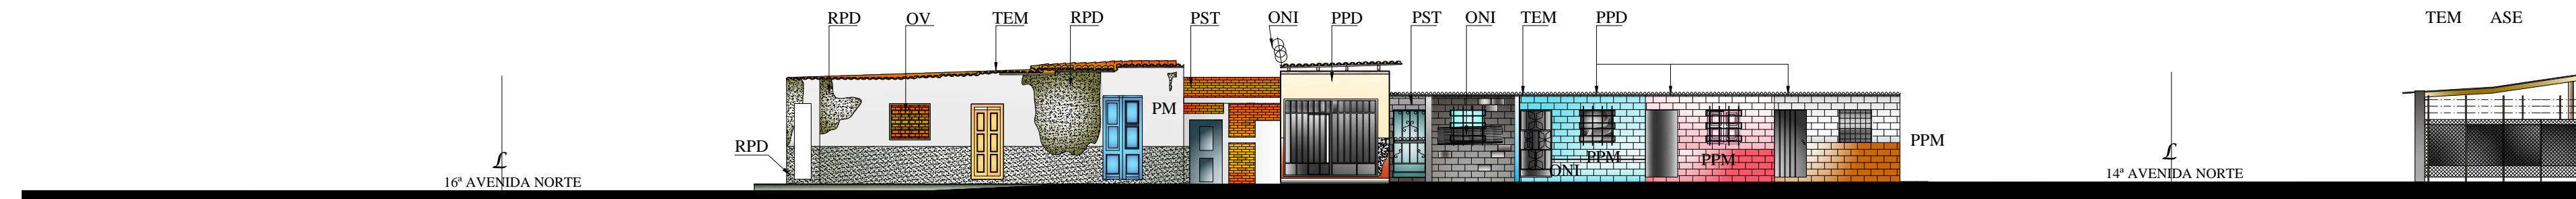 RPD OV TEM RPD PST ONI PPD PST ONI TEM PPD TEM ASE
PM
RPD
PPM
PPM
PPM
ONI
ℒ
16ª AVENIDA NORTE
ℒ
14ª AVENIDA NORTE